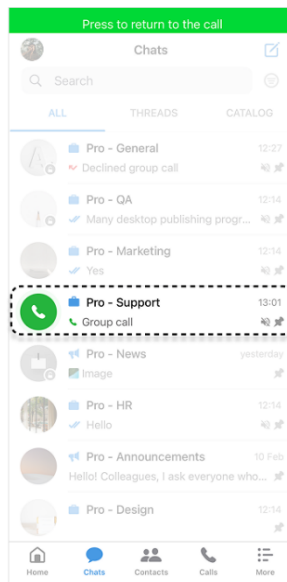 Press to return to the call
Chats
Search
ALL THREADS CATALOG
Pro - General 12:27
Declined group call
Pro - QA 12:14
Many desktop publishing progr...
Pro - Marketing 12:14
Yes
Pro - Support 13:01
Group call
Pro - News yesterday
Image
Pro - HR 12:14
Hello
Pro - Announcements 10 Feb
Hello! Colleagues, I ask everyone who...
Pro - Design 12:14
Home Chats Contacts Calls More